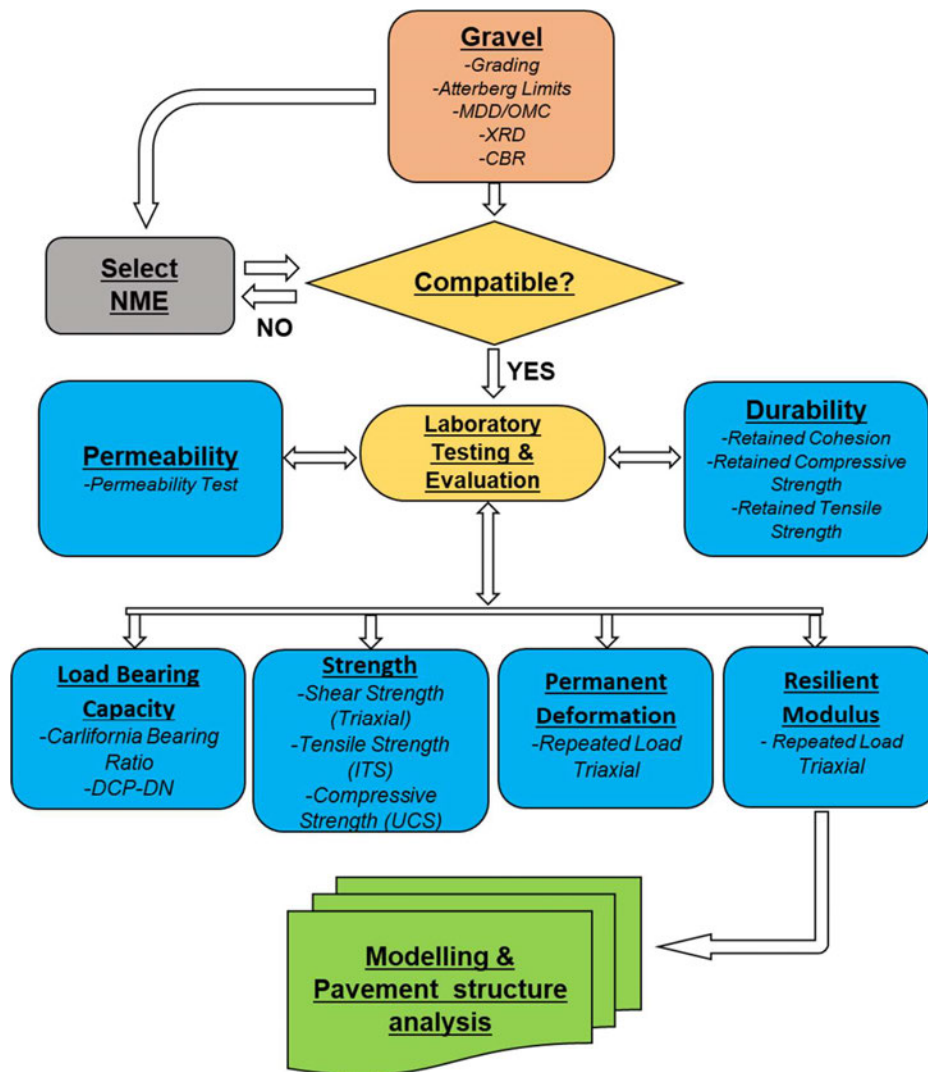 Gravel
-Grading
-Atterberg Limits
-MDD/OMC
-XRD
-CBR
Select
NME
Compatible?
NO
YES
Permeability
-Permeability Test
Laboratory
Testing &
Evaluation
Durability
-Retained Cohesion
-Retained Compressive
Strength
-Retained Tensile
Strength
Load Bearing
Capacity
-Carlifornia Bearing
Ratio
-DCP-DN
Strength
-Shear Strength
(Triaxial)
-Tensile Strength
(ITS)
-Compressive
Strength (UCS)
Permanent
Deformation
-Repeated Load
Triaxial
Resilient
Modulus
- Repeated Load
Triaxial
Modelling &
Pavement structure
analysis